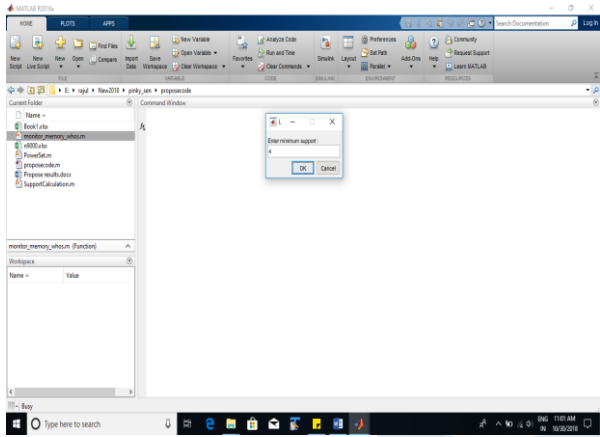 MATLAB R2018a
HOME PLOTS APPS
Search Documentation Log In
New Script
New Live Script
New
Open
Find Files
Compare
Import Data
Save Workspace
New Variable
Open Variable
Clear Workspace
Favorites
Analyze Code
Run and Time
Clear Commands
Simulink
Layout
Preferences
Set Path
Parallel
Add-Ons
Help
Community
Request Support
Learn MATLAB
FILE VARIABLE CODE SIMULINK ENVIRONMENT RESOURCES
E: rajul New2018 pinky_sen proposecode
Current Folder
Name
Book1.xlsx
monitor_memory_whos.m
n9000.xlsx
PowerSet.m
proposecode.m
Propose results.docx
SupportCalculation.m
monitor_memory_whos.m (Function)
Workspace
Name Value
Command Window
fx
Enter minimum support :
4
OK Cancel
Busy
Type here to search
ENG 11:01 AM
IN 10/30/2018